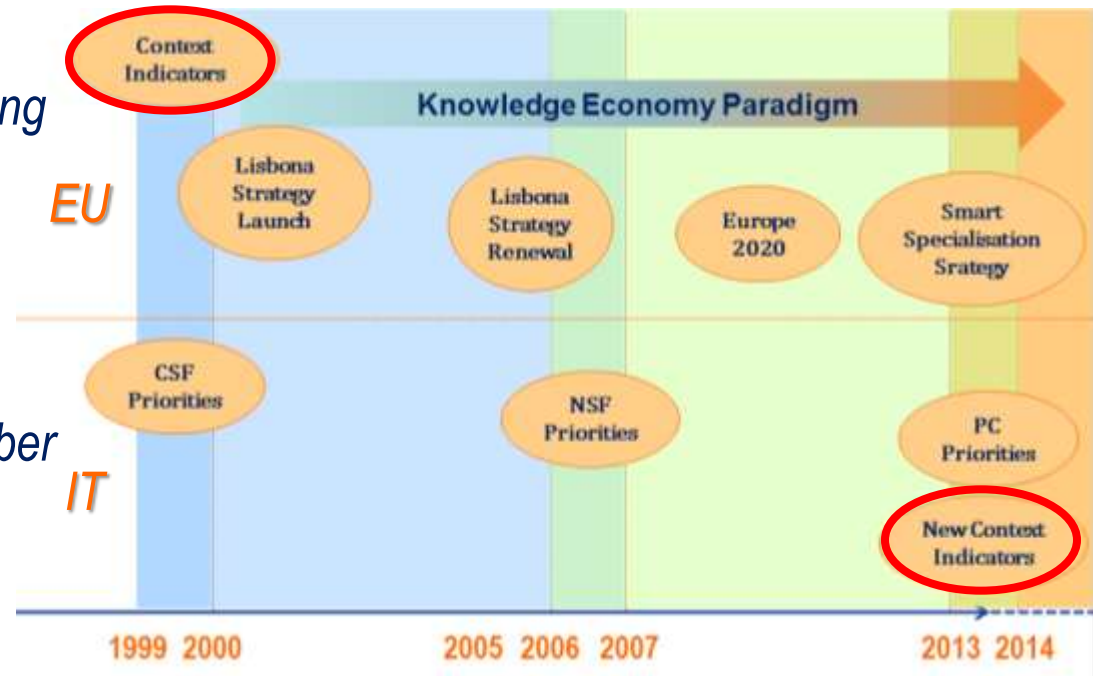 Context
Indicators
ng
Knowledge Economy Paradigm
EU
Lisbona
Strategy
Launch
Lisbona
Strategy
Renewal
Europe
2020
Smart
Specialisation
Srategy
CSF
Priorities
NSF
Priorities
PC
Priorities
ber
IT
New Context
Indicators
1999 2000 2005 2006 2007 2013 2014